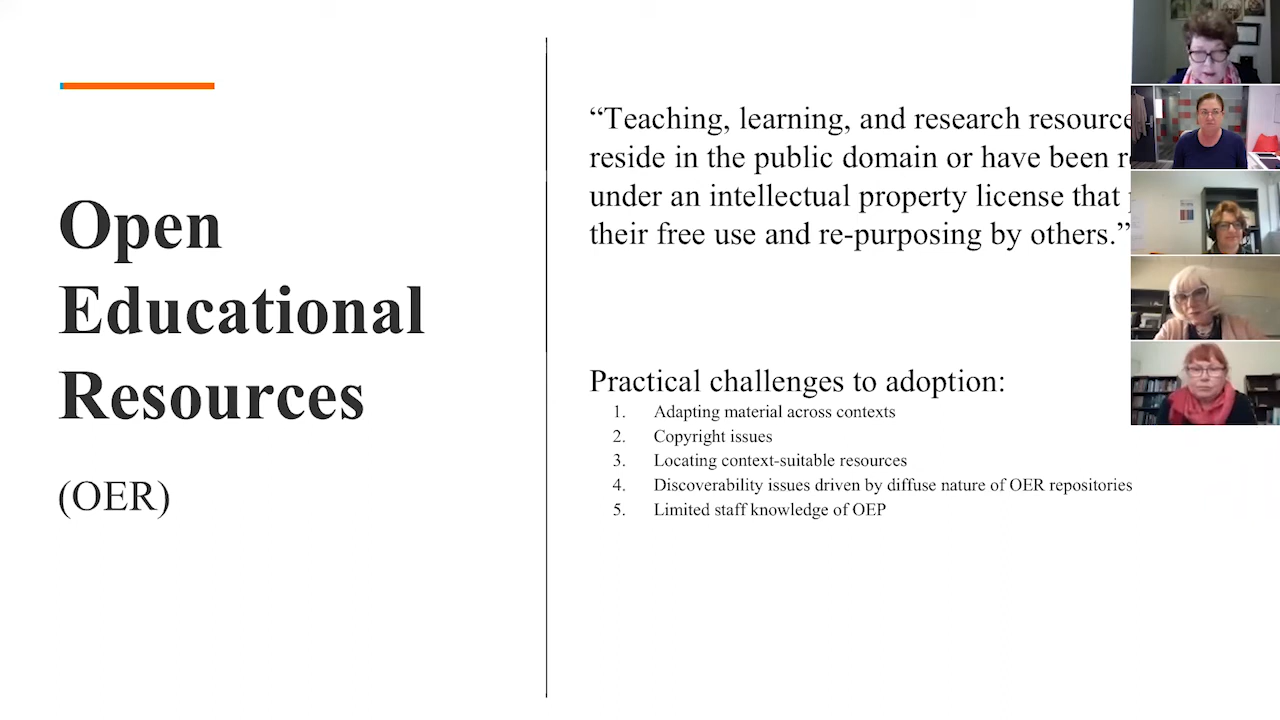 Open
Educational
Resources
(OER)
“Teaching, learning, and research
reside in the public domain or have been
under an intellectual property license that
their free use and re-purposing by others.”
Practical challenges to adoption:
1. Adapting material across contexts
2. Copyright issues
3. Locating context-suitable resources
4. Discoverability issues driven by diffuse nature of OER repositories
5. Limited staff knowledge of OEP